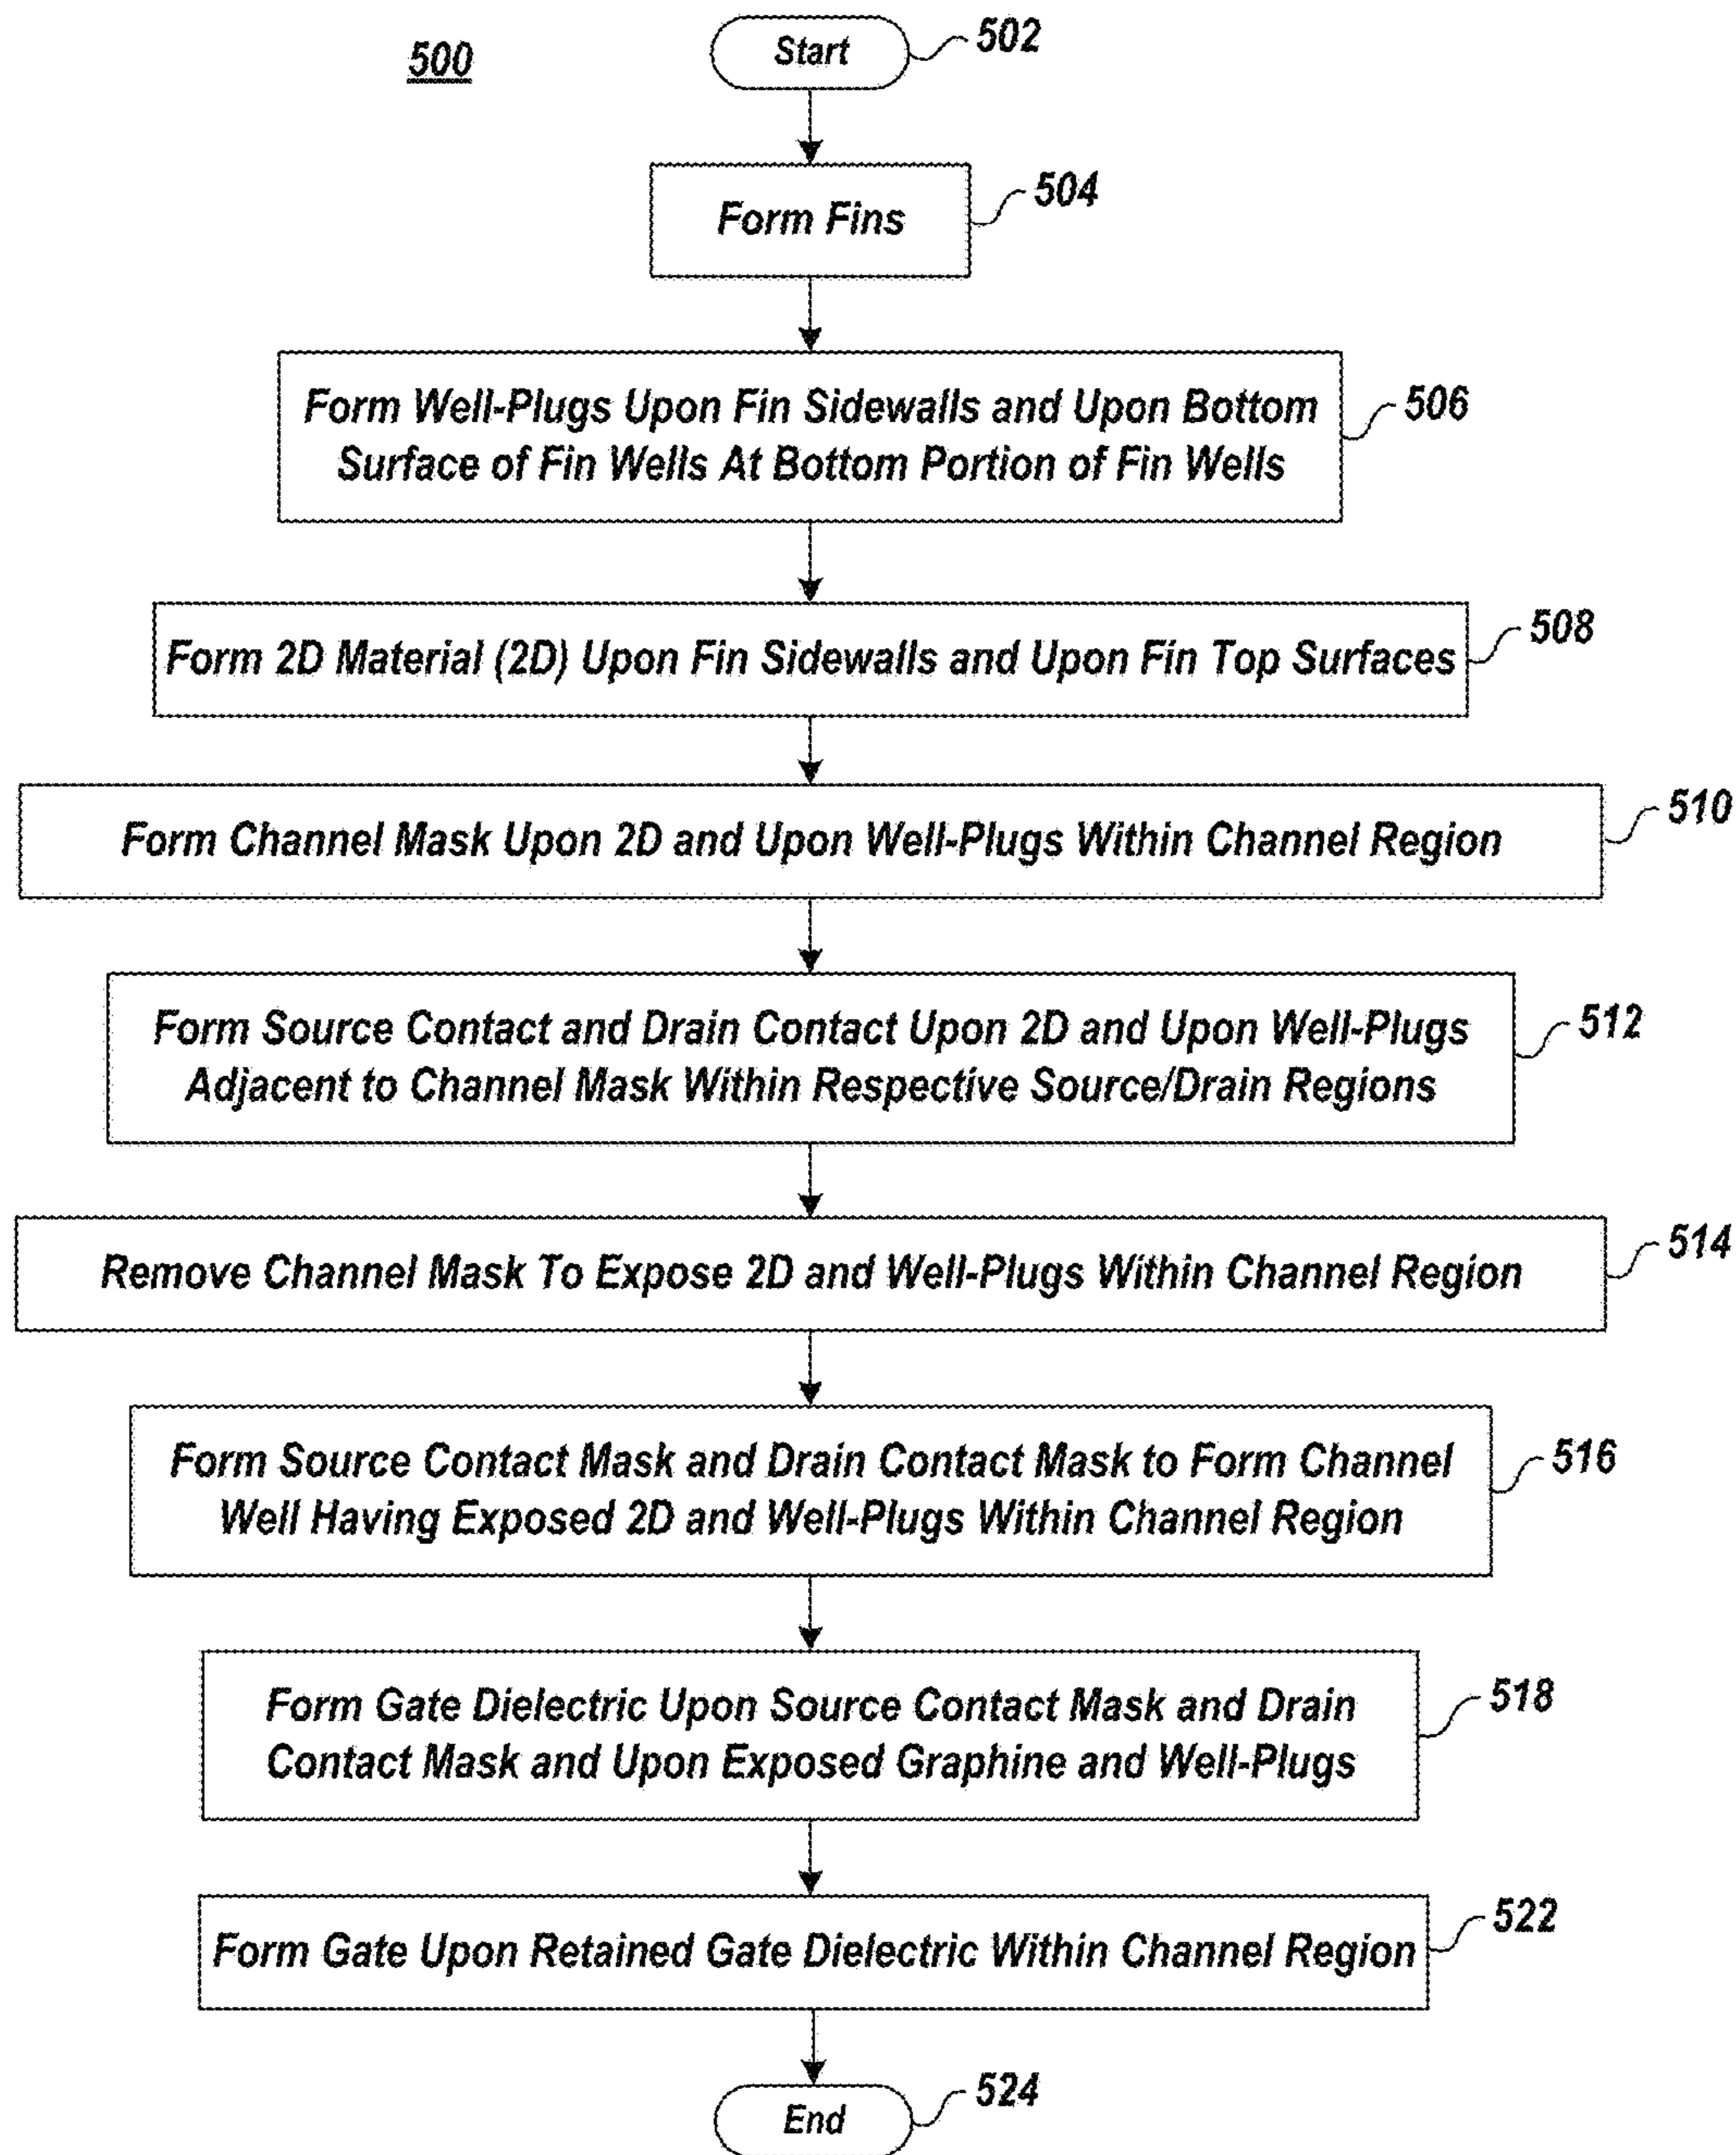 500
Start
502
Form Fins
504
Form Well-Plugs Upon Fin Sidewalls and Upon Bottom
Surface of Fin Wells At Bottom Portion of Fin Wells
506
Form 2D Material (2D) Upon Fin Sidewalls and Upon Fin Top Surfaces
508
Form Channel Mask Upon 2D and Upon Well-Plugs Within Channel Region
510
Form Source Contact and Drain Contact Upon 2D and Upon Well-Plugs
Adjacent to Channel Mask Within Respective Source/Drain Regions
512
Remove Channel Mask To Expose 2D and Well-Plugs Within Channel Region
514
Form Source Contact Mask and Drain Contact Mask to Form Channel
Well Having Exposed 2D and Well-Plugs Within Channel Region
516
Form Gate Dielectric Upon Source Contact Mask and Drain
Contact Mask and Upon Exposed Graphine and Well-Plugs
518
Form Gate Upon Retained Gate Dielectric Within Channel Region
522
End
524